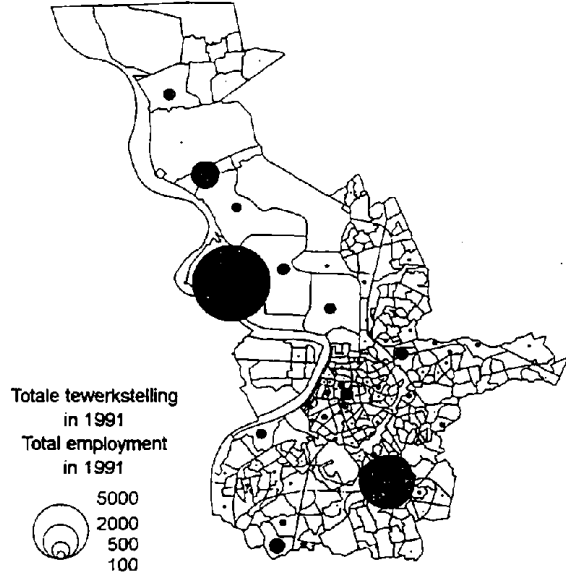 Totale tewerkstelling
in 1991
Total employment
in 1991
5000
2000
500
100